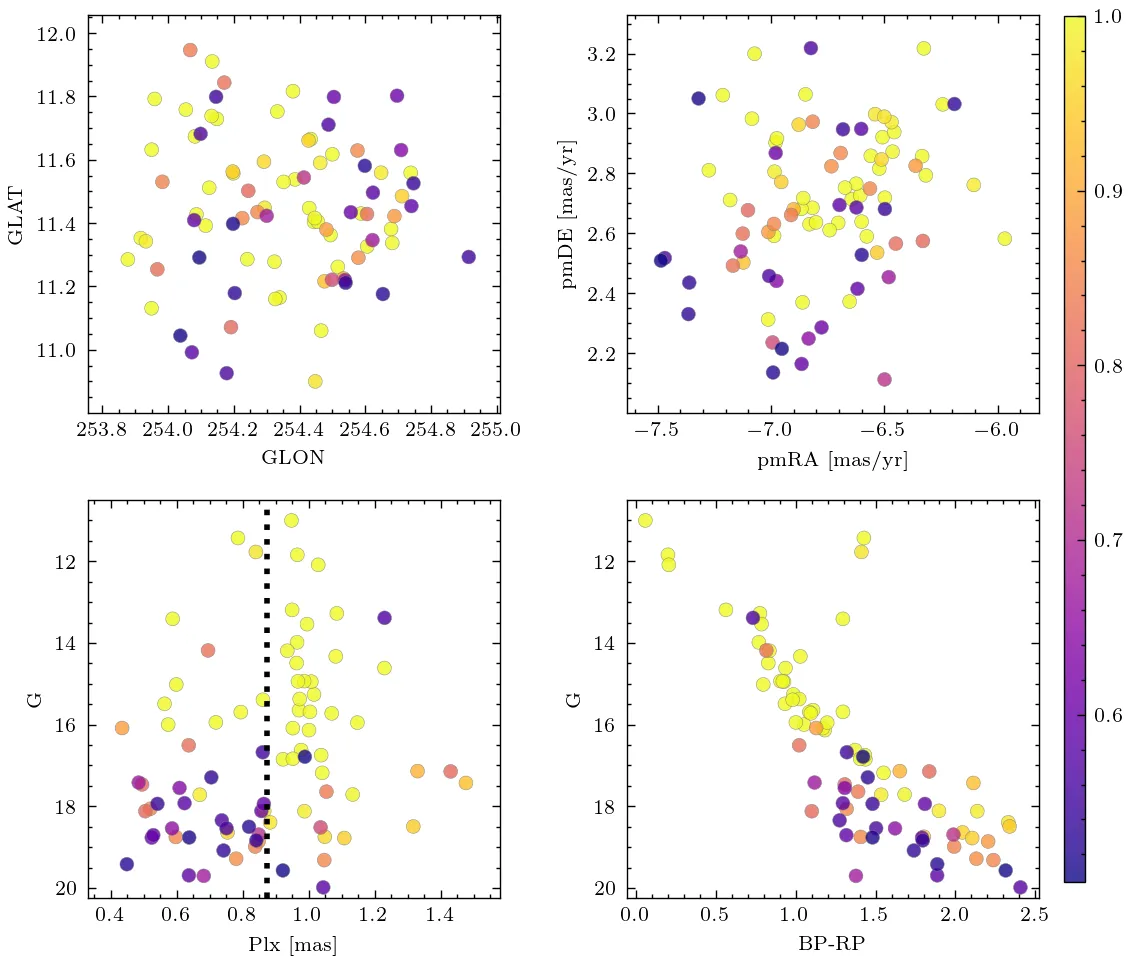 12.0
11.8
11.6
11.4
11.2
11.0
GLAT
253.8 254.0 254.2 254.4 254.6 254.8 255.0
GLON
3.2
3.0
2.8
2.6
2.4
2.2
pmDE [mas/yr]
−7.5 −7.0 −6.5 −6.0
pmRA [mas/yr]
1.0
0.9
0.8
0.7
0.6
12
14
16
18
20
G
0.4 0.6 0.8 1.0 1.2 1.4
Plx [mas]
12
14
16
18
20
G
0.0 0.5 1.0 1.5 2.0 2.5
BP-RP